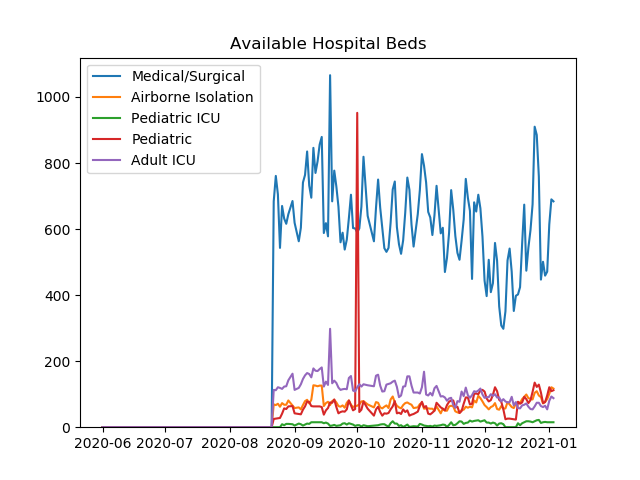 Available Hospital Beds
Medical/Surgical
Airborne Isolation
Pediatric ICU
Pediatric
Adult ICU
1000
800
600
400
200
0
2020-06 2020-07 2020-08 2020-09 2020-10 2020-11 2020-12 2021-01